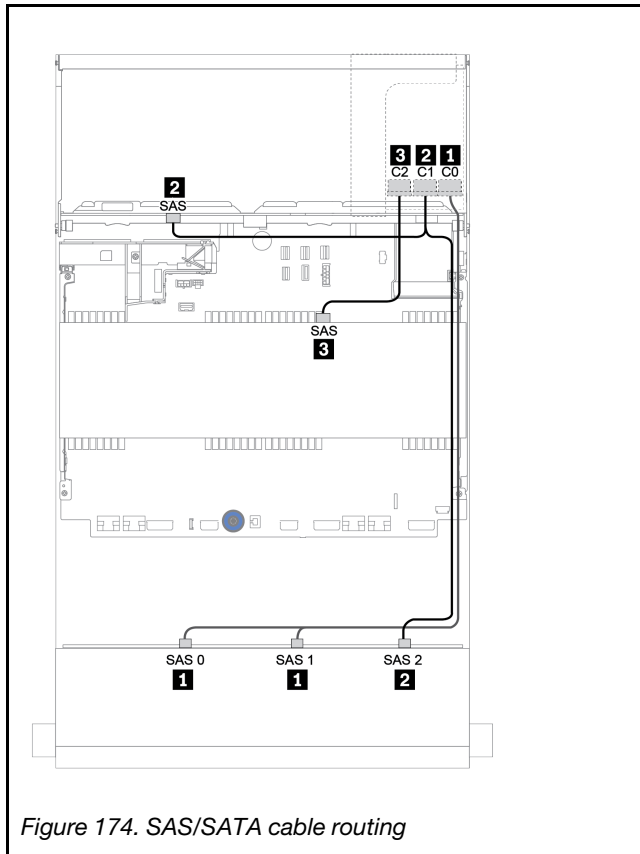 3 2 1
C2 C1 C0
2
SAS
SAS
3
SAS 0 SAS 1 SAS 2
1 1 2
Figure 174. SAS/SATA cable routing